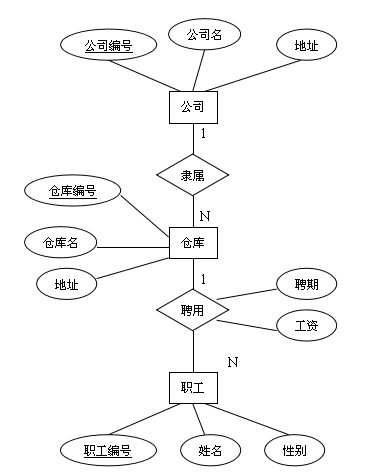 公司编号
公司名
地址
公司
1
隶属
N
仓库编号
仓库名
地址
仓库
1
聘用
聘期
工资
N
职工
职工编号
姓名
性别